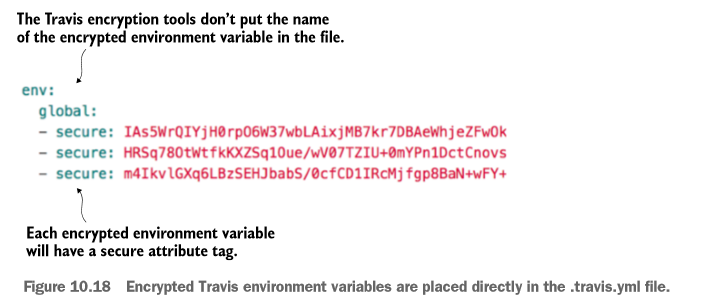 The Travis encryption tools don't put the name
of the encrypted environment variable in the file.
env:
global:
- secure: IAs5WrQIYjH0rpO6W37wbLAixjMB7kr7DBAeWhjeZFwOk
- secure: HRSq78OtWtfkKXZSq1Oue/wV07TZIU+0mYPn1DctCnovs
- secure: m4IkvlGXq6LBzSEHJbabS/0cfCD1IRcMjfgp8BaN+wFY+
Each encrypted environment variable
will have a secure attribute tag.
Figure 10.18 Encrypted Travis environment variables are placed directly in the .travis.yml file.